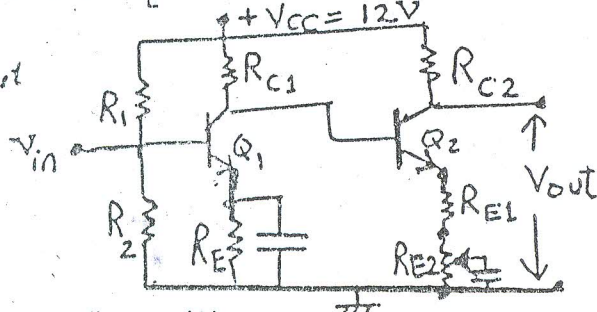 + VCC = 12V
RC1
RC2
R1
Vin
Q1
Q2
Vout
R2
RE
RE1
RE2